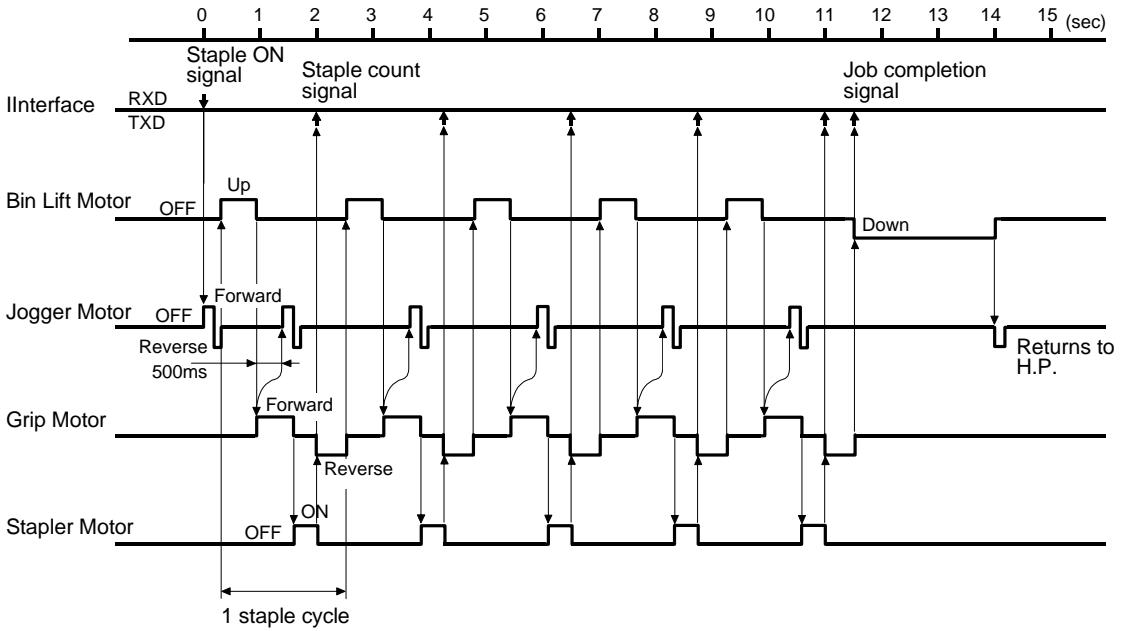 0 1 2 3 4 5 6 7 8 9 10 11 12 13 14 15 (sec)
Staple ON
signal
Staple count
signal
Job completion
signal
IInterface
RXD
TXD
Bin Lift Motor
OFF
Up
Down
Jogger Motor
OFF
Forward
Reverse
500ms
Returns to
H.P.
Grip Motor
Forward
Reverse
Stapler Motor
OFF
ON
1 staple cycle